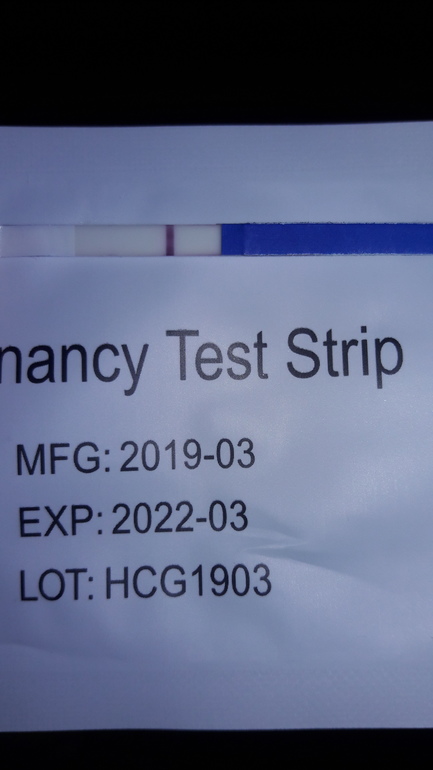 nancy Test Strip
MFG: 2019-03
EXP: 2022-03
LOT: HCG1903